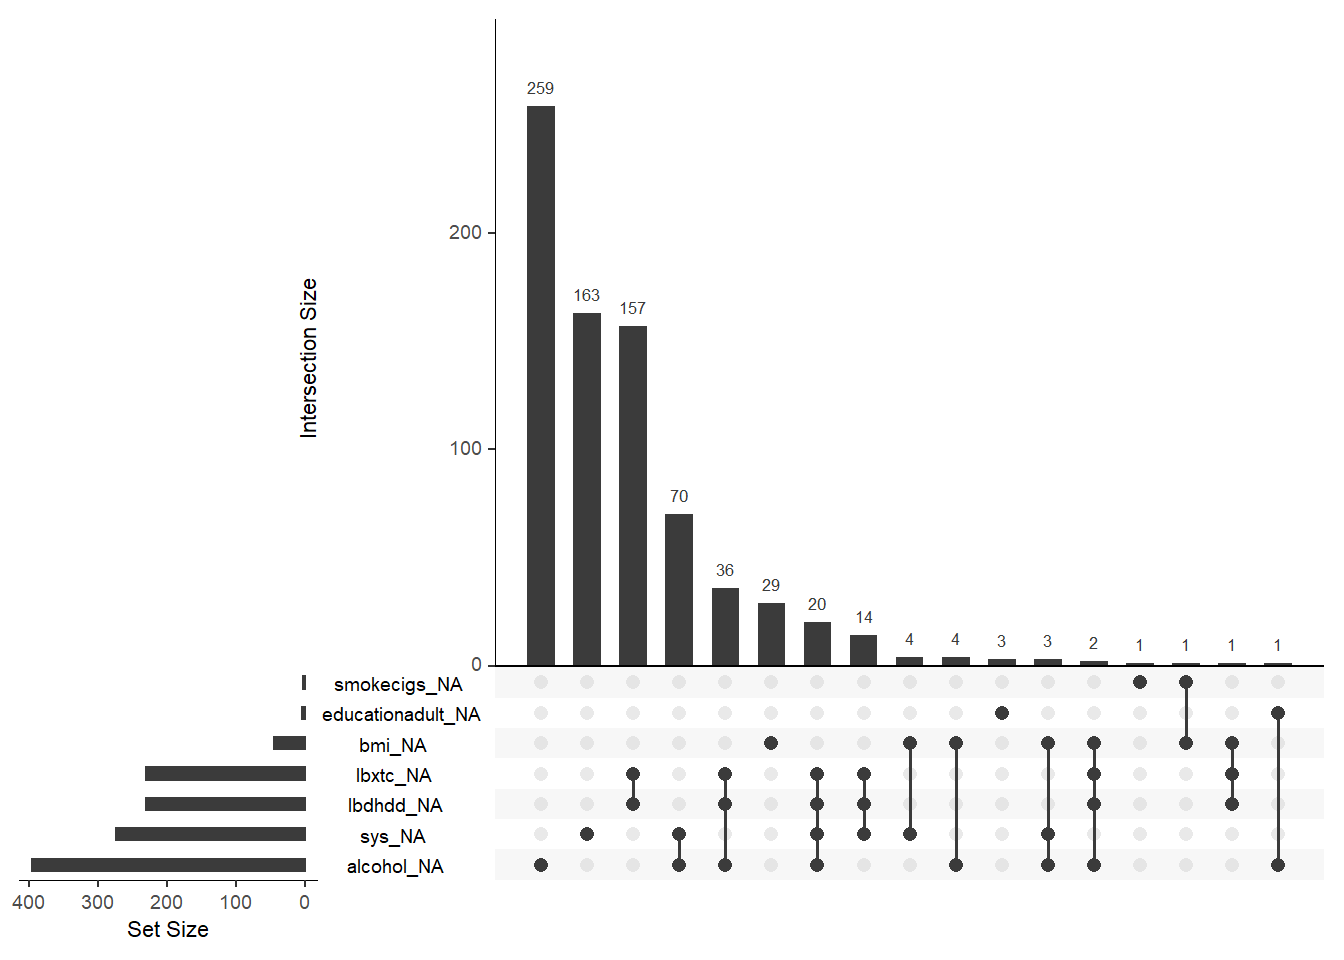 259
163
157
70
36
29
20
14
4
4
3
3
2
1
1
1
1
Intersection Size
200
100
0
smokecigs_NA
educationadult_NA
bmi_NA
lbxtc_NA
lbdhdd_NA
sys_NA
alcohol_NA
400 300 200 100 0
Set Size